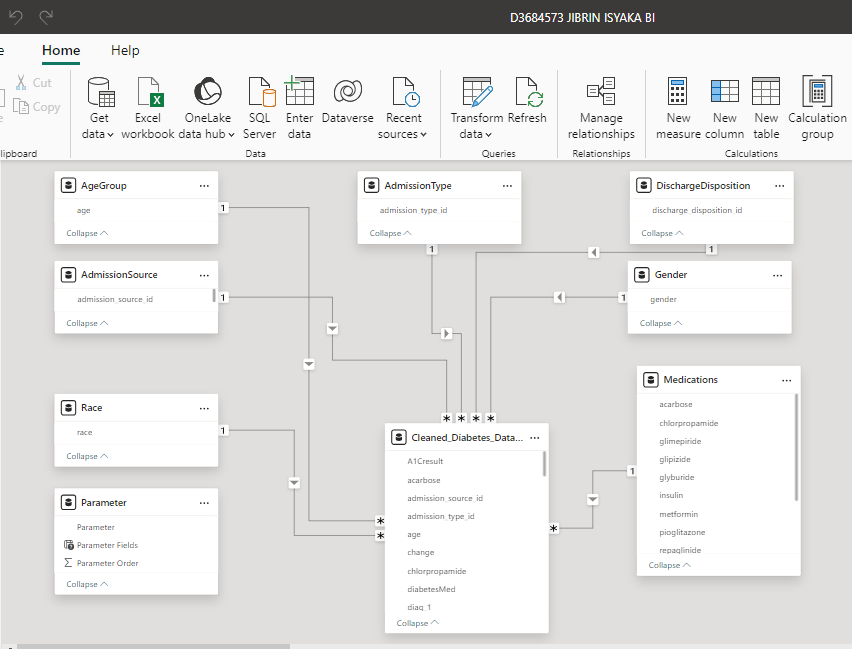 D3684573 JIBRIN ISYAKA BI
Home Help
Cut
Copy
Get data
Excel workbook
OneLake data hub
SQL Server
Enter data
Dataverse
Recent sources
Transform data
Refresh
Manage relationships
New measure
New column
New table
Calculation group
Data
Queries
Relationships
Calculations
AgeGroup
age
Collapse
1
AdmissionType
admission_type_id
Collapse
1
DischargeDisposition
discharge_disposition_id
Collapse
1
AdmissionSource
admission_source_id
Collapse
1
Gender
gender
Collapse
1
Race
race
Collapse
1
Parameter
Parameter
Parameter Fields
Parameter Order
Collapse
Cleaned_Diabetes_Data...
A1Cresult
acarbose
admission_source_id
admission_type_id
age
change
chlorpropamide
diabetesMed
diag_1
Collapse
Medications
acarbose
chlorpropamide
glimepiride
glipizide
glyburide
insulin
metformin
pioglitazone
repaglinide
Collapse
1